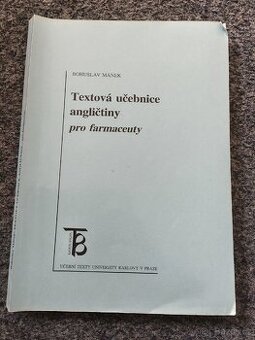 BOHUSLAV MÁNEK
Textová učebnice
angličtiny
pro farmaceuty
UČEBNÍ TEXTY UNIVERZITY KARLOVY V PRAZE